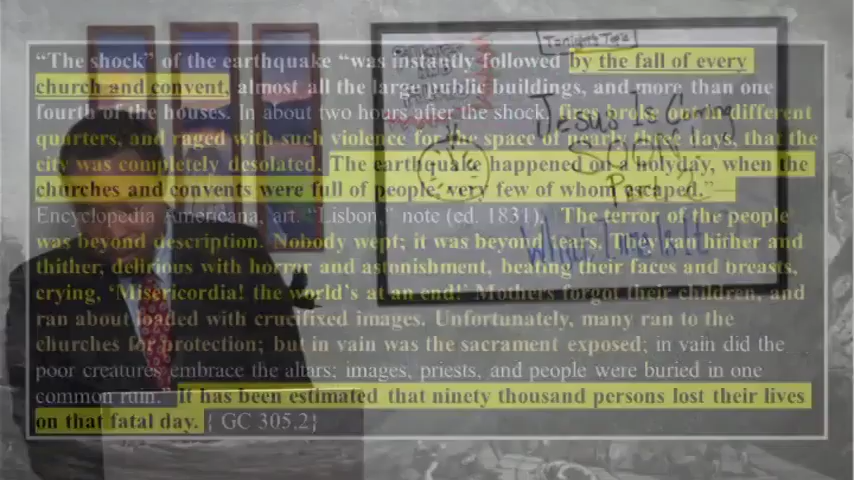 Tonight's Topic
Jesus Is Coming
What Time Is It
“The shock” of the earthquake “was instantly followed by the fall of every
church and convent, almost all the large public buildings, and more than one
fourth of the houses. In about two hours after the shock, fires broke out in different
quarters, and raged with such violence for the space of nearly three days, that the
city was completely desolated. The earthquake happened on a holyday, when the
churches and convents were full of people, very few of whom escaped.”—
Encyclopedia Americana, art. “Lisbon,” note (ed. 1831). The terror of the people
was beyond description. Nobody wept; it was beyond tears. They ran hither and
thither, delirious with horror and astonishment, beating their faces and breasts,
crying, ‘Misericordia! the world’s at an end!’ Mothers forgot their children, and
ran about loaded with crucifixed images. Unfortunately, many ran to the
churches for protection; but in vain was the sacrament exposed; in vain did the
poor creatures embrace the altars; images, priests, and people were buried in one
common ruin.” It has been estimated that ninety thousand persons lost their lives
on that fatal day. { GC 305.2}